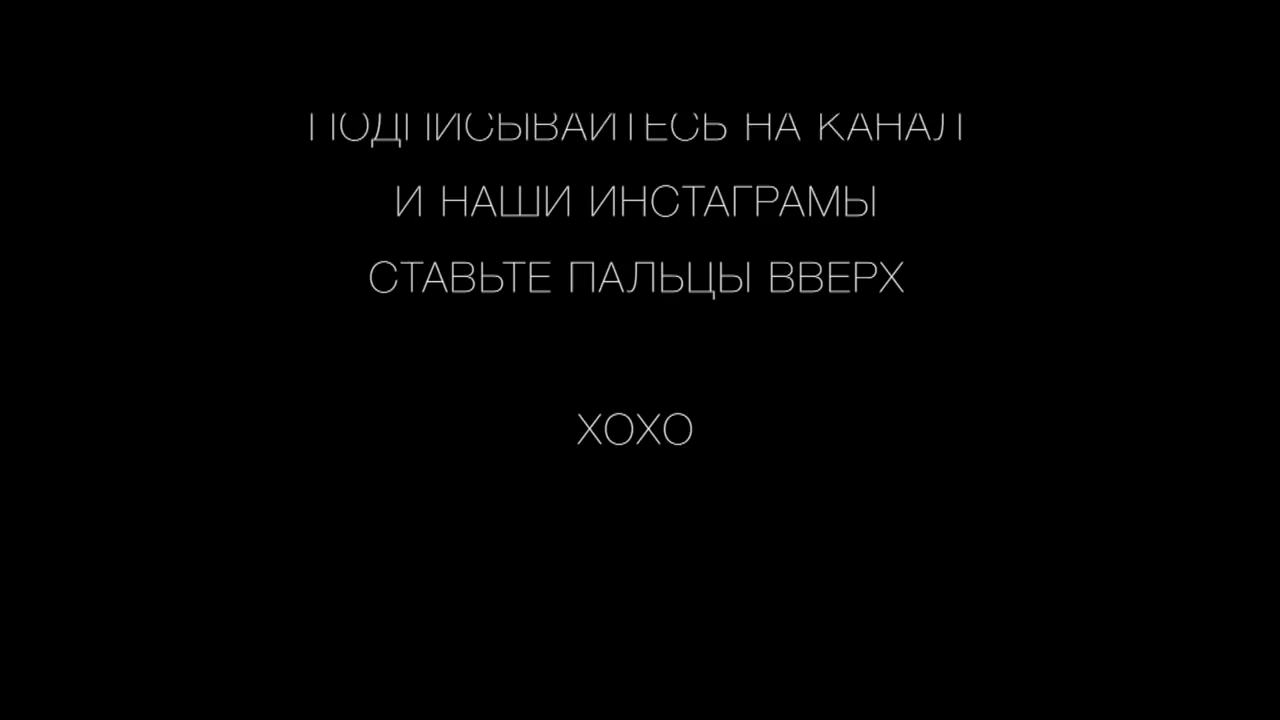 ПОДПИСЫВАЙТЕСЬ НА КАНАЛ
И НАШИ ИНСТАГРАМЫ
СТАВЬТЕ ПАЛЬЦЫ ВВЕРХ
XOXO